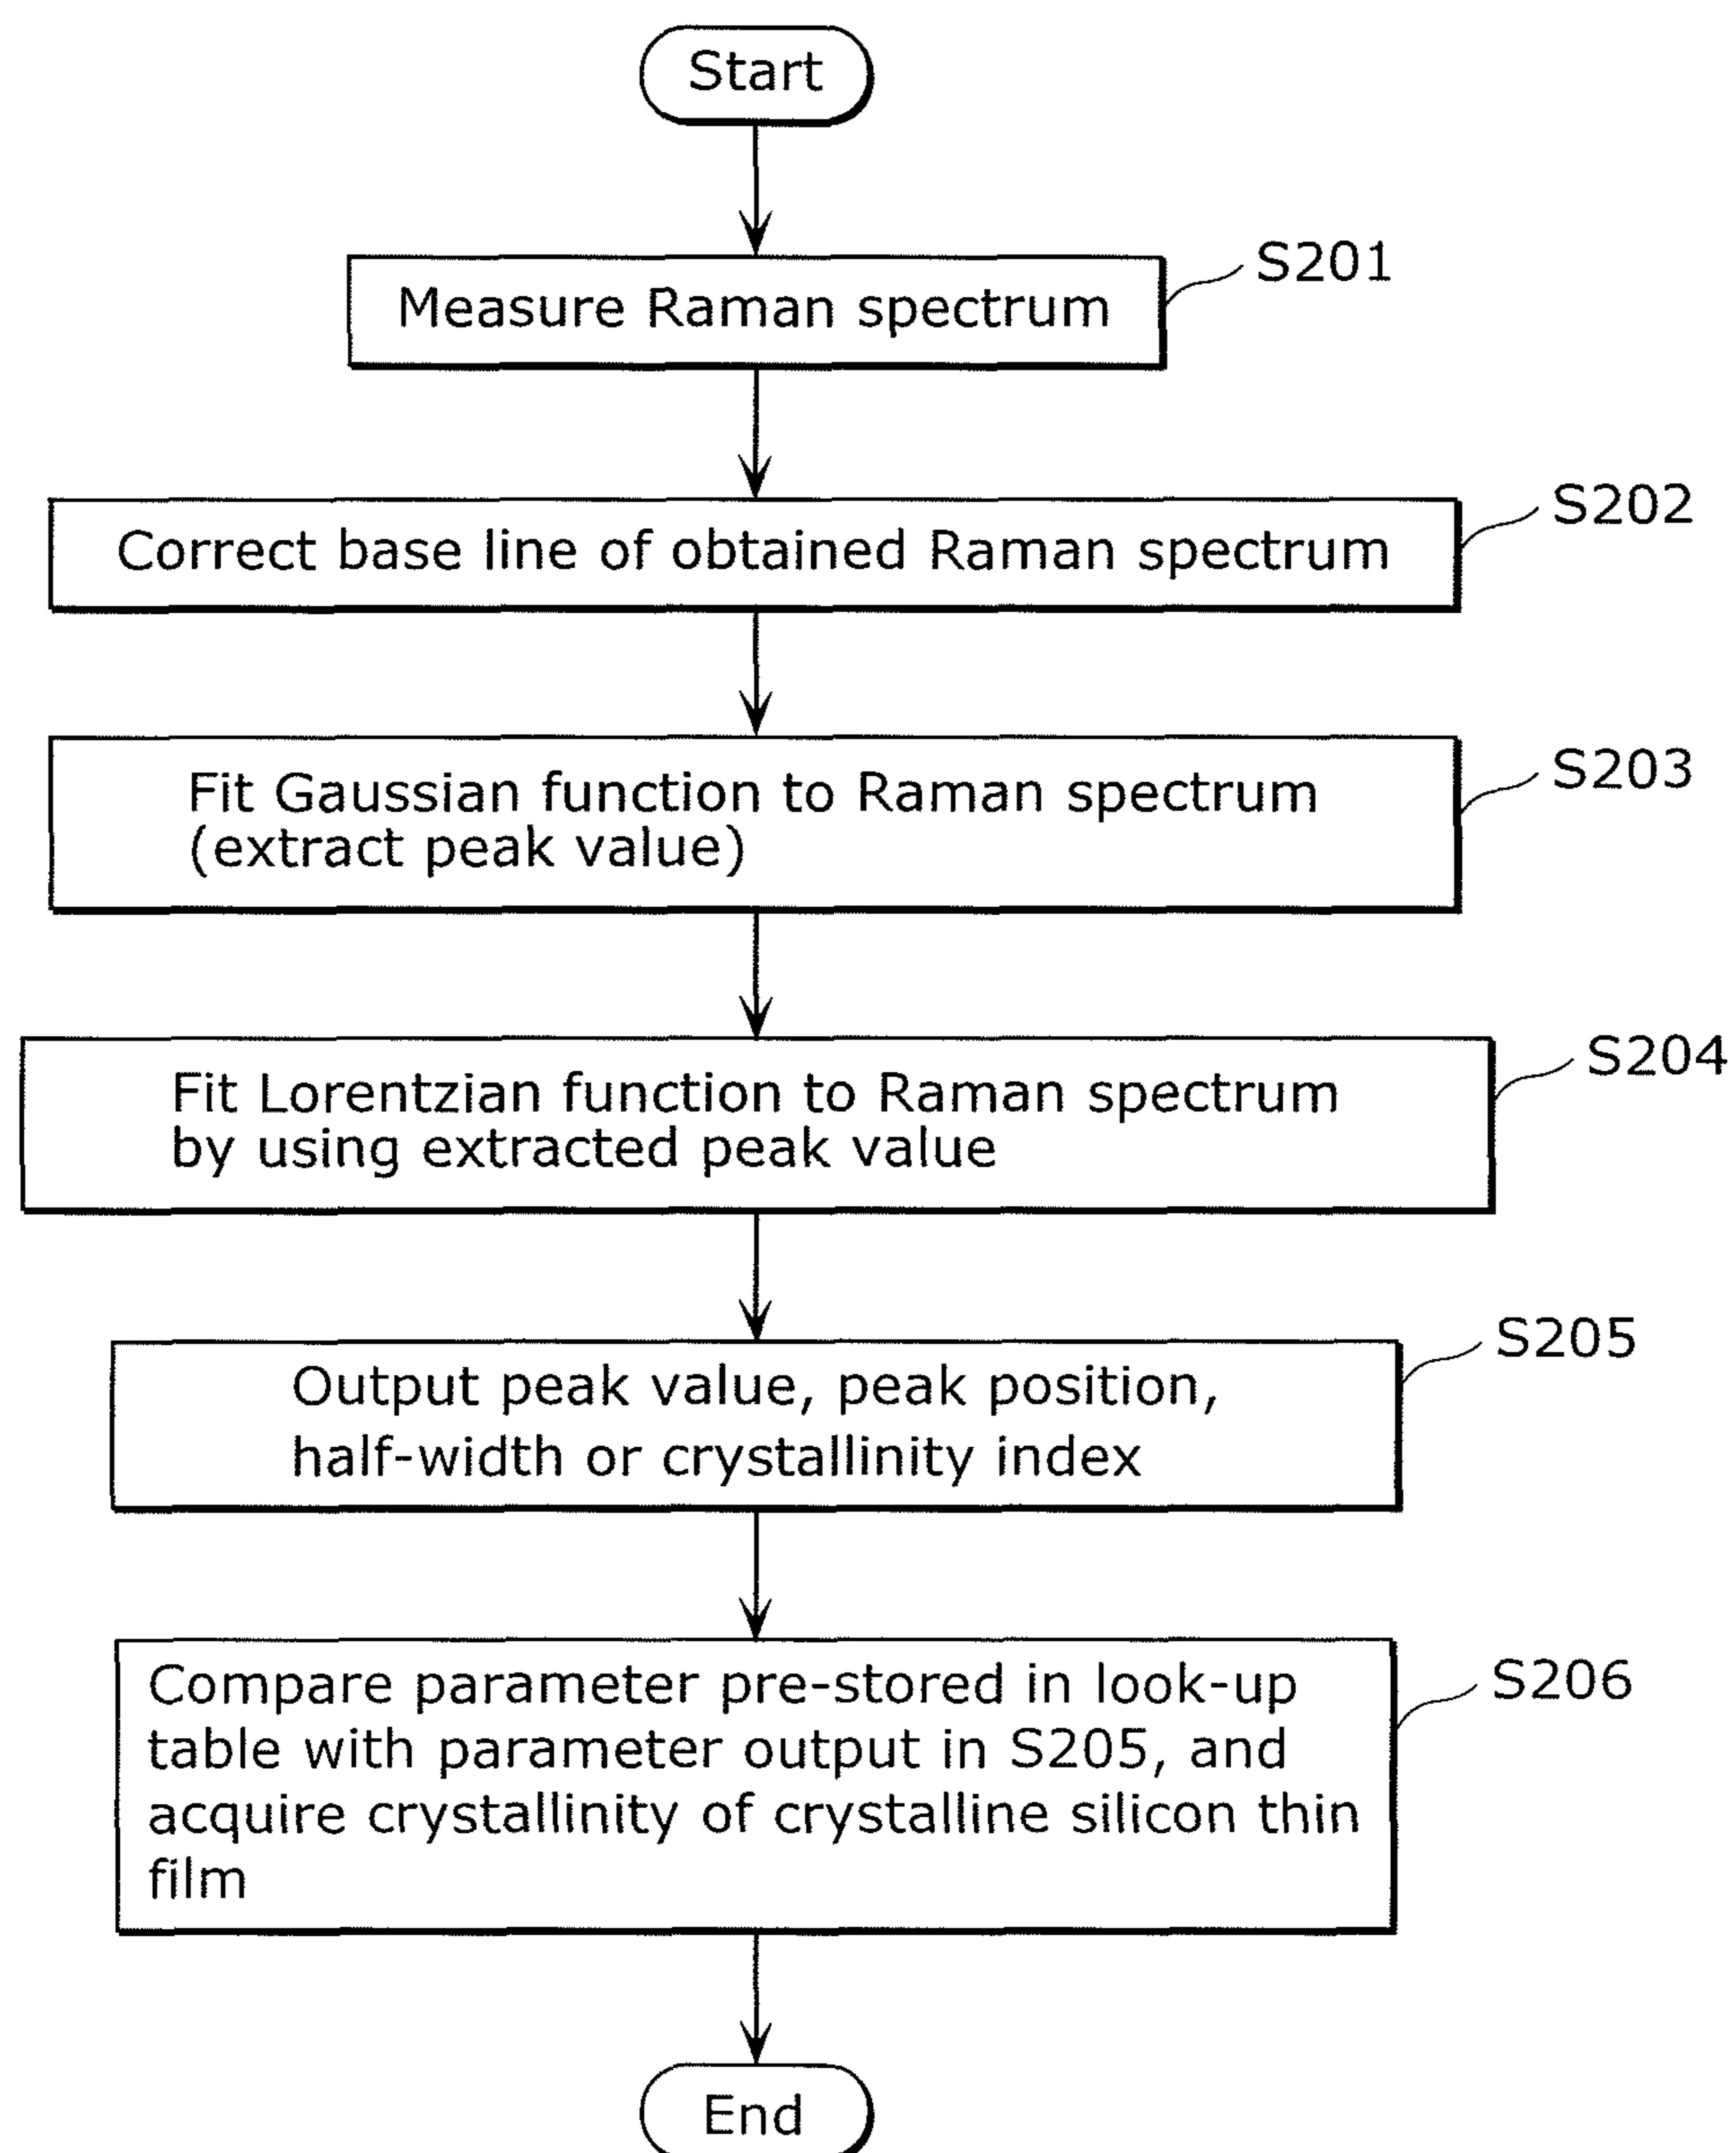 Start
Measure Raman spectrum
S201
Correct base line of obtained Raman spectrum
S202
Fit Gaussian function to Raman spectrum
(extract peak value)
S203
Fit Lorentzian function to Raman spectrum
by using extracted peak value
S204
Output peak value, peak position,
half-width or crystallinity index
S205
Compare parameter pre-stored in look-up
table with parameter output in S205, and
acquire crystallinity of crystalline silicon thin
film
S206
End